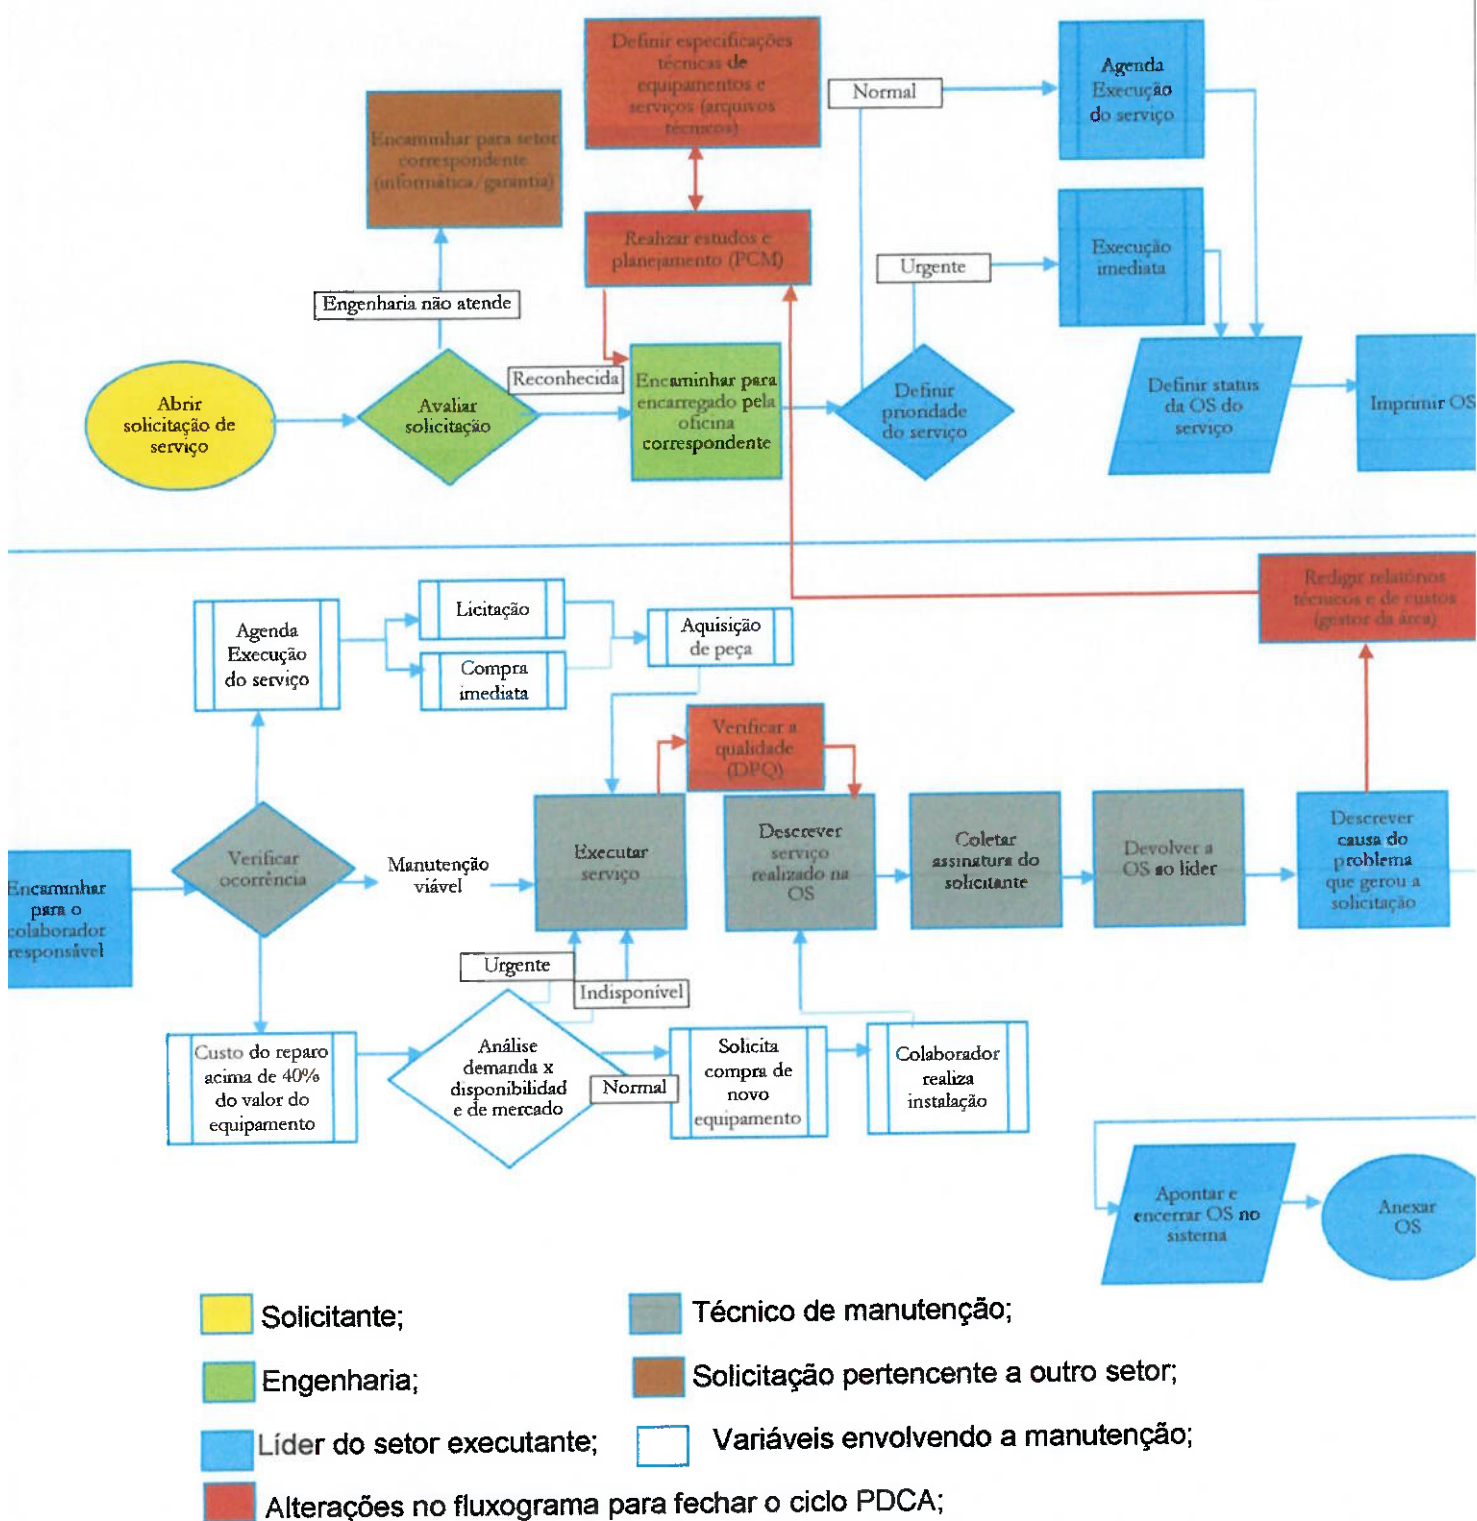 Definir especificações
técnicas de
equipamentos e
serviços (arquivos
técnicos)
Normal
Agenda
Execução
do serviço
Encaminhar para setor
correspondente
(informática/garantia)
Realizar estudos e
planejamento (PCM)
Urgente
Execução
imediata
Engenharia não atende
Abrir
solicitação de
serviço
Avaliar
solicitação
Reconhecida
Encaminhar para
encarregado pela
oficina
correspondente
Definir
prioridade
do serviço
Definir status
da OS do
serviço
Imprimir OS
Redigir relatórios
técnicos e de custos
(gestor da área)
Agenda
Execução
do serviço
Licitação
Compra
imediata
Aquisição
de peça
Verificar a
qualidade
(DPQ)
Encaminhar
para o
colaborador
responsável
Verificar
ocorrência
Manutenção
viável
Executar
serviço
Descrever
serviço
realizado na
OS
Coletar
assinatura do
solicitante
Devolver a
OS ao líder
Descrever
causa do
problema
que gerou a
solicitação
Urgente
Indisponível
Custo do reparo
acima de 40%
do valor do
equipamento
Análise
demanda x
disponibilidad
e de mercado
Normal
Solicita
compra de
novo
equipamento
Colaborador
realiza
instalação
Apontar e
encerrar OS no
sistema
Anexar
OS
Solicitante;
Técnico de manutenção;
Engenharia;
Solicitação pertencente a outro setor;
Líder do setor executante;
Variáveis envolvendo a manutenção;
Alterações no fluxograma para fechar o ciclo PDCA;